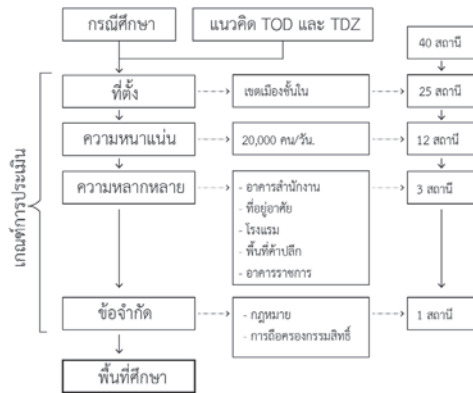 กรณีศึกษา
แนวคิด TOD และ TDZ
40 สถานี
ที่ตั้ง
เขตเมืองชั้นใน
25 สถานี
ความหนาแน่น
20,000 คน/วัน.
12 สถานี
ความหลากหลาย
- อาคารสำนักงาน
- ที่อยู่อาศัย
- โรงแรม
- พื้นที่ค้าปลีก
- อาคารราชการ
3 สถานี
เกณฑ์การประเมิน
ข้อจำกัด
- กฎหมาย
- การถือครองกรรมสิทธิ์
1 สถานี
พื้นที่ศึกษา